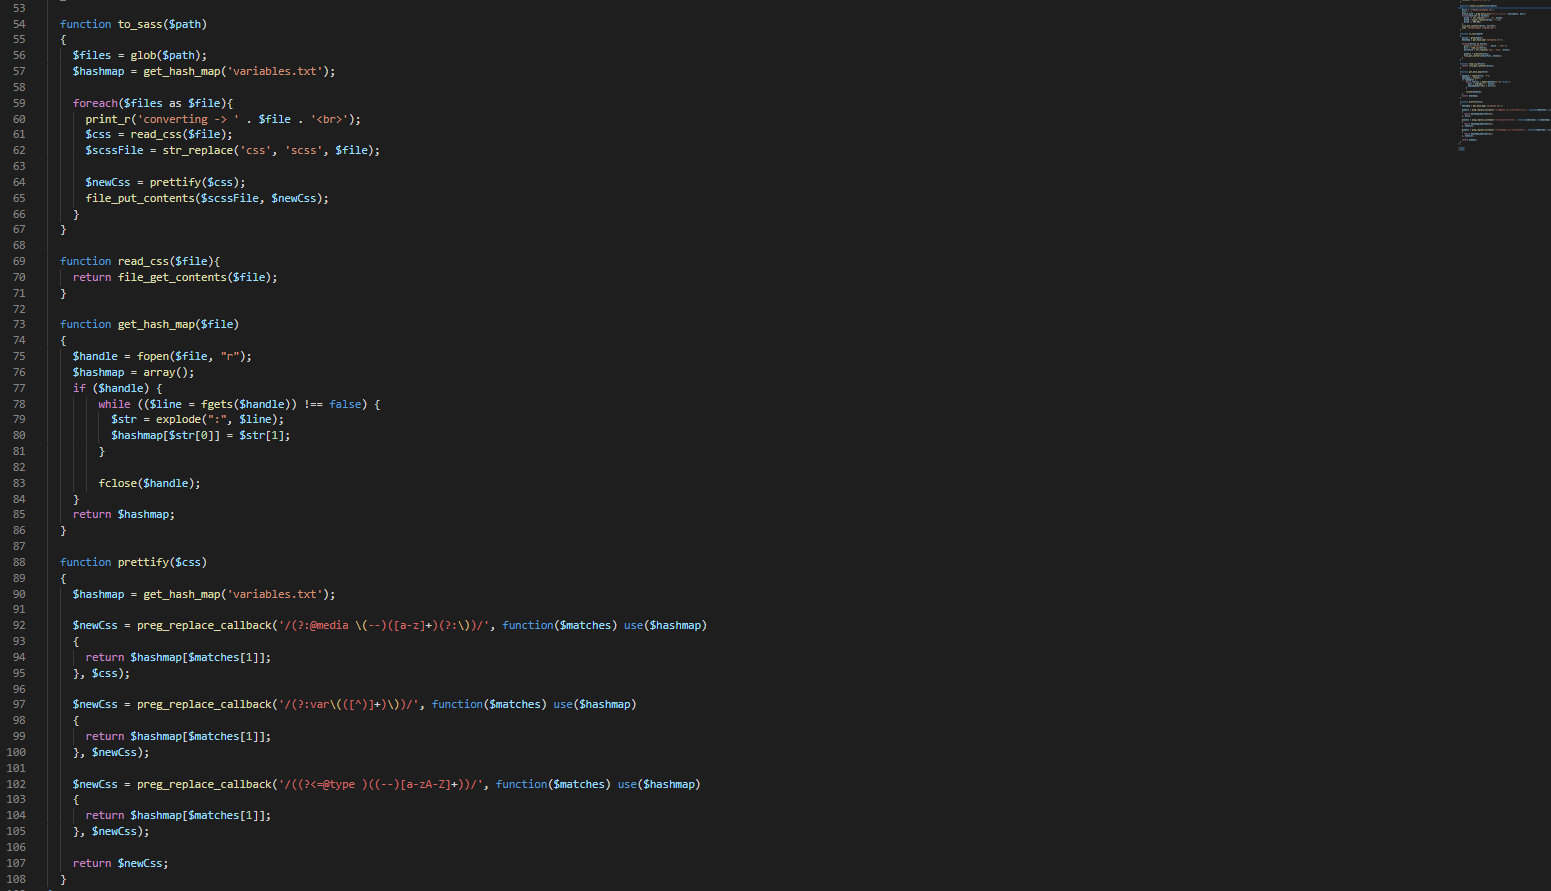 53
54 function to_sass($path)
55 {
56 $files = glob($path);
57 $hashmap = get_hash_map('variables.txt');
58
59 foreach($files as $file){
60 print_r('converting -> ' . $file . '<br>');
61 $css = read_css($file);
62 $scssFile = str_replace('css', 'scss', $file);
63
64 $newCss = prettify($css);
65 file_put_contents($scssFile, $newCss);
66 }
67 }
68
69 function read_css($file){
70 return file_get_contents($file);
71 }
72
73 function get_hash_map($file)
74 {
75 $handle = fopen($file, "r");
76 $hashmap = array();
77 if ($handle) {
78 while (($line = fgets($handle)) !== false) {
79 $str = explode(":", $line);
80 $hashmap[$str[0]] = $str[1];
81 }
82
83 fclose($handle);
84 }
85 return $hashmap;
86 }
87
88 function prettify($css)
89 {
90 $hashmap = get_hash_map('variables.txt');
91
92 $newCss = preg_replace_callback('/(?:@media \(--)([a-z]+)(?:\))/', function($matches) use($hashmap)
93 {
94 return $hashmap[$matches[1]];
95 }, $css);
96
97 $newCss = preg_replace_callback('/(?:var\(([^)]+)\))/', function($matches) use($hashmap)
98 {
99 return $hashmap[$matches[1]];
100 }, $newCss);
101
102 $newCss = preg_replace_callback('/((?<=@type )((--)[a-zA-Z]+))/', function($matches) use($hashmap)
103 {
104 return $hashmap[$matches[1]];
105 }, $newCss);
106
107 return $newCss;
108 }